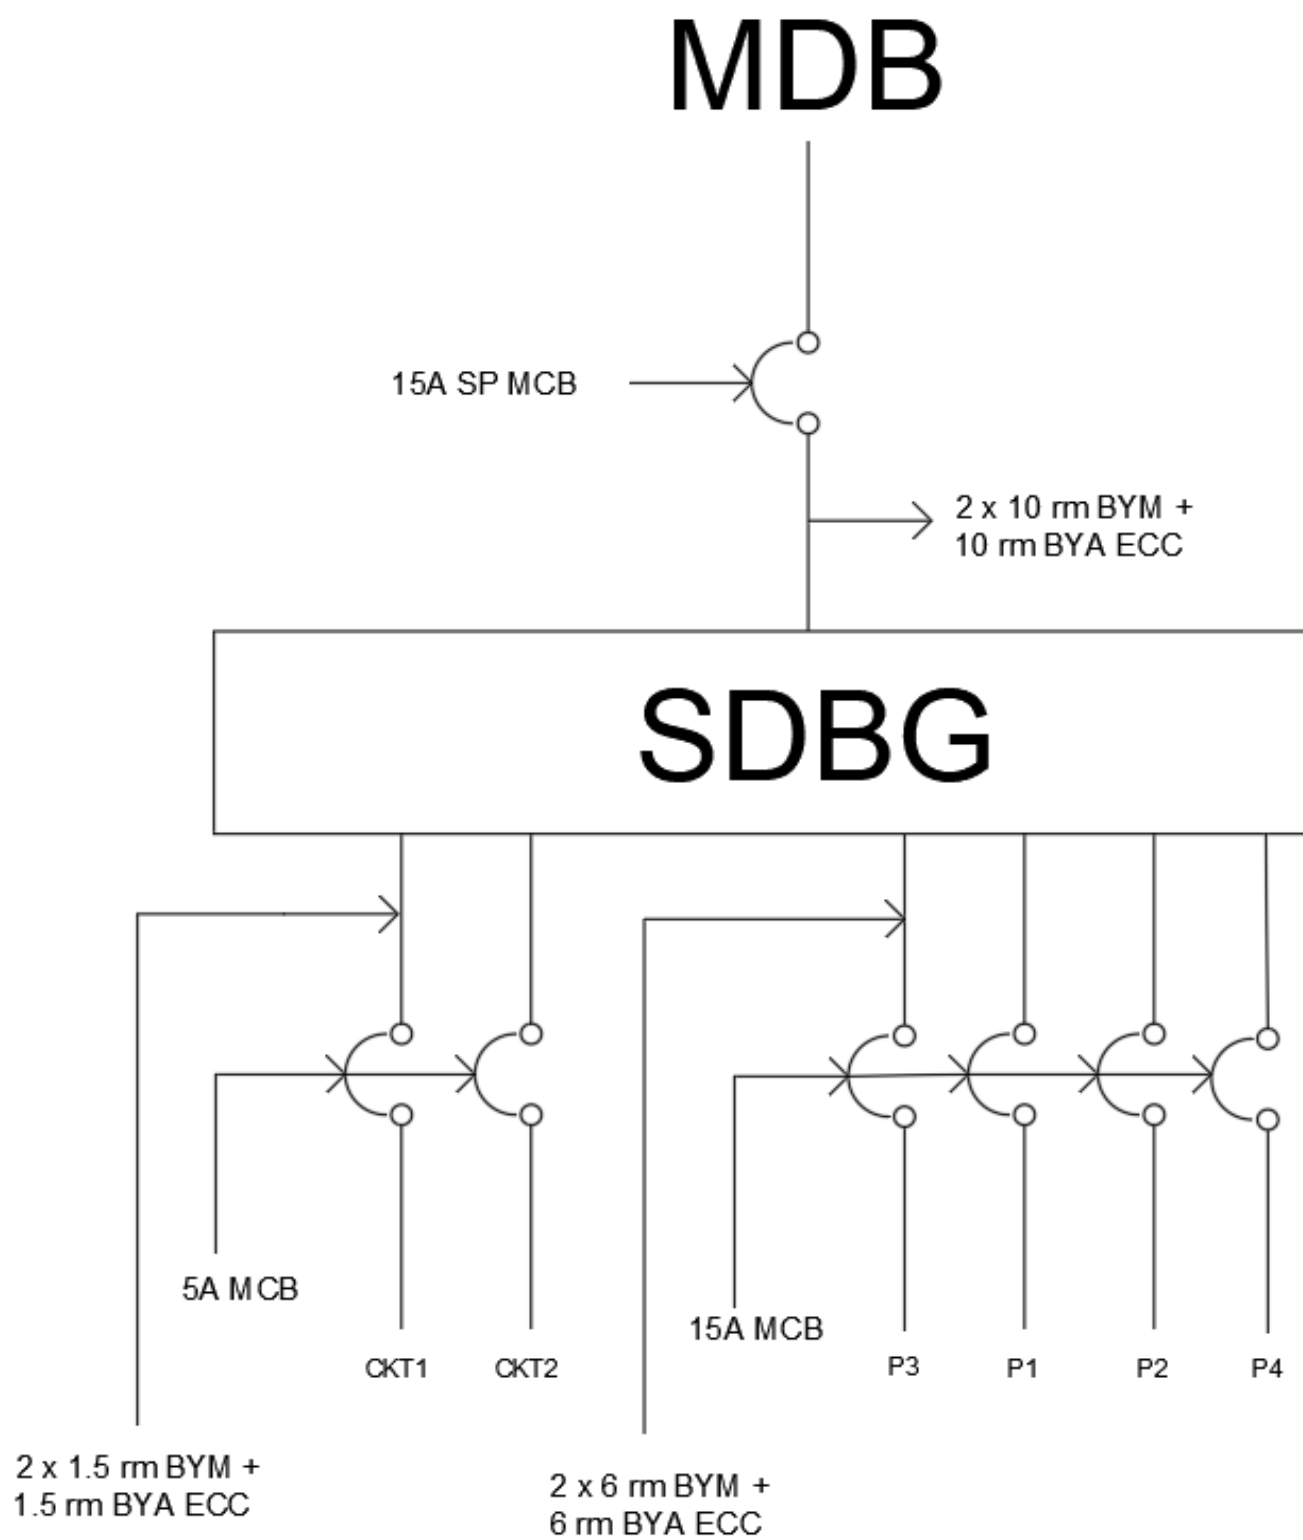 MDB
15A SP MCB
2 x 10 rm BYM +
10 rm BYA ECC
SDBG
5A MCB
15A MCB
CKT1
CKT2
P3
P1
P2
P4
2 x 1.5 rm BYM +
1.5 rm BYA ECC
2 x 6 rm BYM +
6 rm BYA ECC